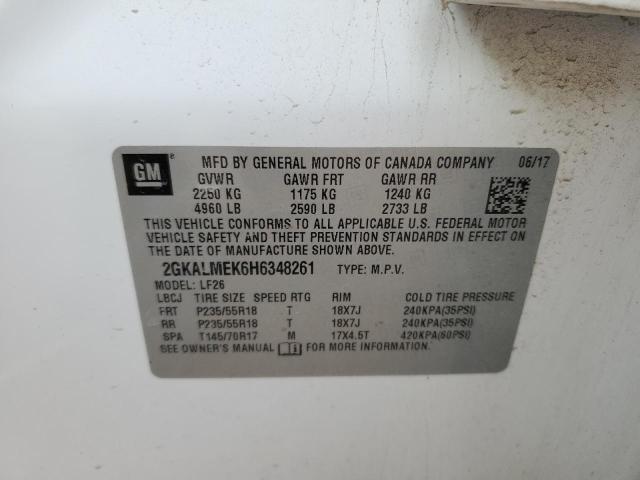 GM ® MFD BY GENERAL MOTORS OF CANADA COMPANY 06/17
GVWR GAWR FRT GAWR RR
2250 KG 1175 KG 1240 KG
4960 LB 2590 LB 2733 LB
THIS VEHICLE CONFORMS TO ALL APPLICABLE U.S. FEDERAL MOTOR
VEHICLE SAFETY AND THEFT PREVENTION STANDARDS IN EFFECT ON
THE DATE OF MANUFACTURE SHOWN ABOVE.
2GKALMEK6H6348261 TYPE: M.P.V.
MODEL: LF26
LBCJ TIRE SIZE SPEED RTG RIM COLD TIRE PRESSURE
FRT P235/55R18 T 18X7J 240KPA(35PSI)
RR P235/55R18 T 18X7J 240KPA(35PSI)
SPA T145/70R17 M 17X4.5T 420KPA(60PSI)
SEE OWNER'S MANUAL FOR MORE INFORMATION